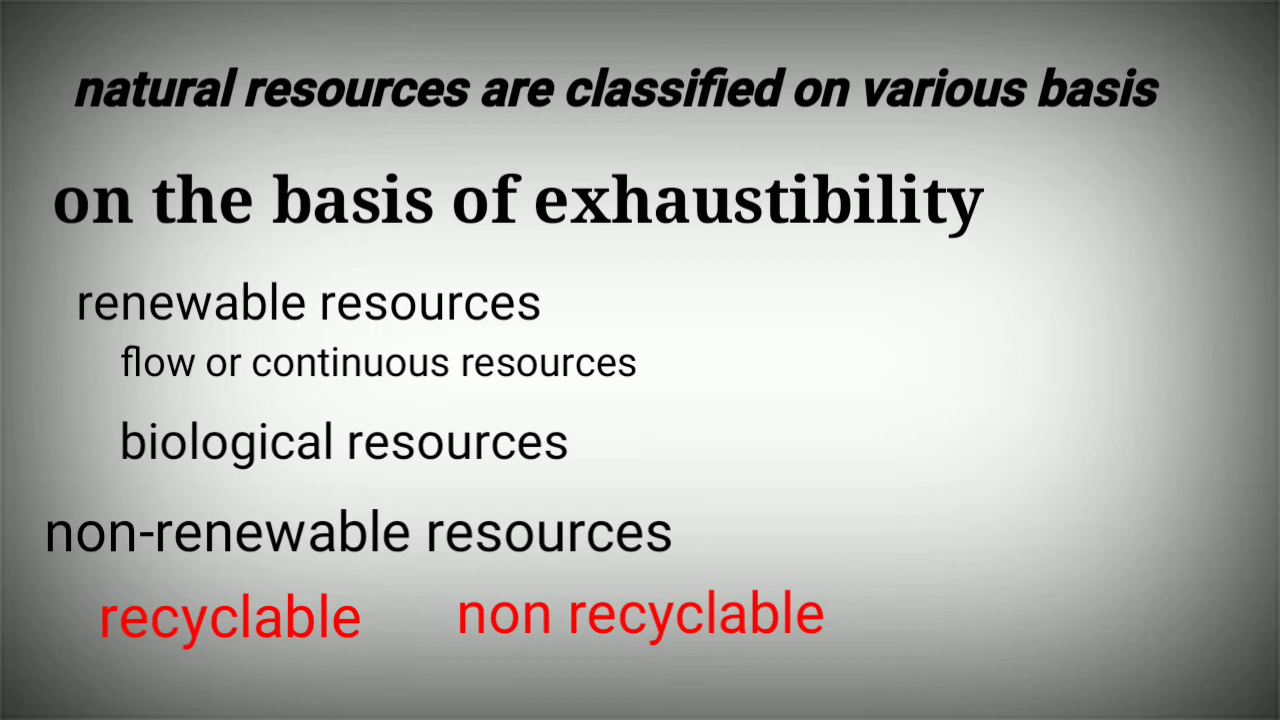 natural resources are classified on various basis
on the basis of exhaustibility
renewable resources
flow or continuous resources
biological resources
non-renewable resources
recyclable non recyclable